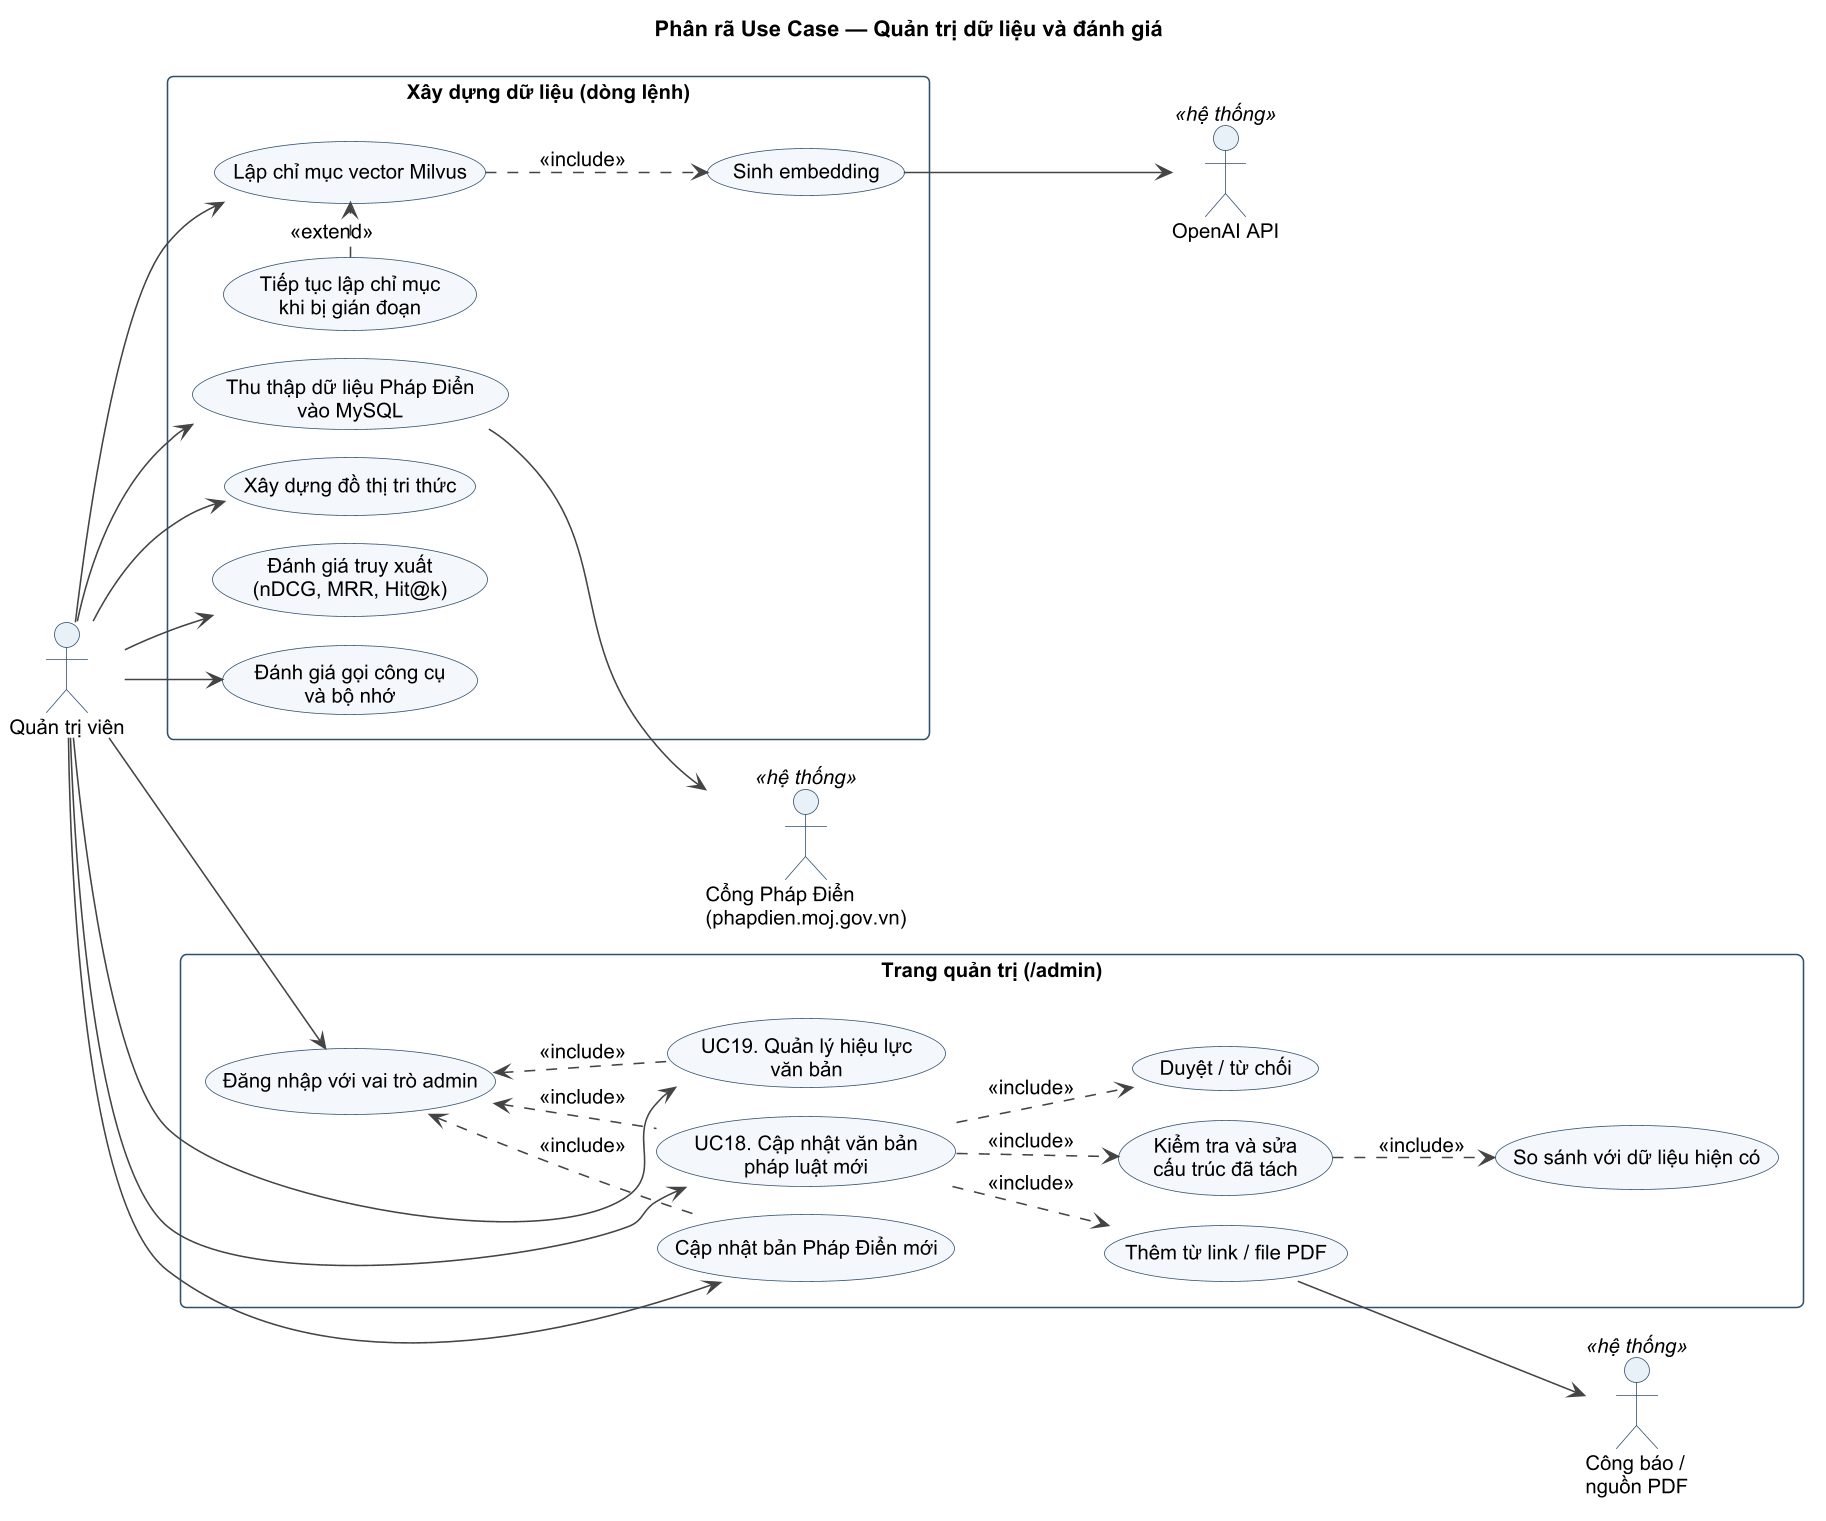 Phân rã Use Case — Quản trị dữ liệu và đánh giá
Xây dựng dữ liệu (dòng lệnh)
«hệ thống»
Lập chỉ mục vector Milvus
«include»
Sinh embedding
OpenAI API
«extend»
Tiếp tục lập chỉ mục
khi bị gián đoạn
Thu thập dữ liệu Pháp Điển
vào MySQL
Xây dựng đồ thị tri thức
Đánh giá truy xuất
(nDCG, MRR, Hit@k)
Đánh giá gọi công cụ
và bộ nhớ
Quản trị viên
«hệ thống»
Cổng Pháp Điển
(phapdien.moj.gov.vn)
Trang quản trị (/admin)
Đăng nhập với vai trò admin
«include»
«include»
«include»
UC19. Quản lý hiệu lực
văn bản
UC18. Cập nhật văn bản
pháp luật mới
Cập nhật bản Pháp Điển mới
«include»
«include»
«include»
Duyệt / từ chối
Kiểm tra và sửa
cấu trúc đã tách
«include»
So sánh với dữ liệu hiện có
Thêm từ link / file PDF
«hệ thống»
Công báo /
nguồn PDF